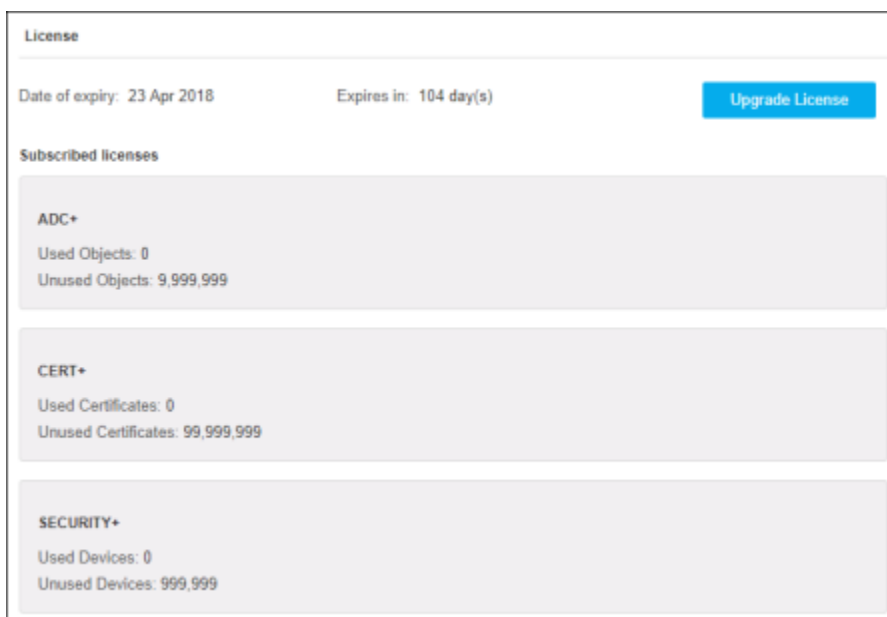 License
Date of expiry: 23 Apr 2018 Expires in: 104 day(s) Upgrade License
Subscribed licenses
ADC+
Used Objects: 0
Unused Objects: 9,999,999
CERT+
Used Certificates: 0
Unused Certificates: 99,999,999
SECURITY+
Used Devices: 0
Unused Devices: 999,999